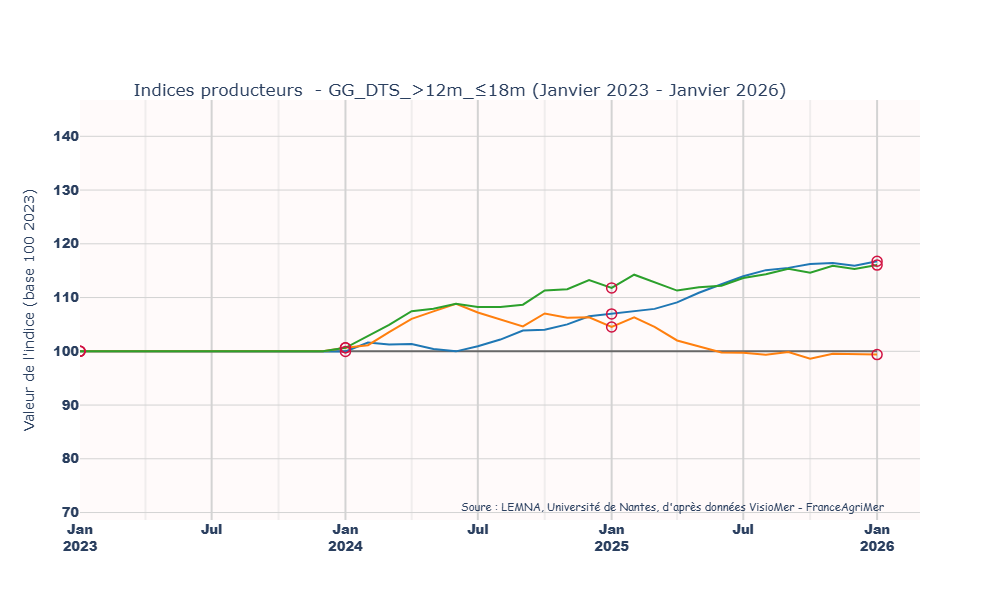 Indices producteurs - GG_DTS_>12m_≤18m (Janvier 2023 - Janvier 2026)
Valeur de l'indice (base 100 2023)
140
130
120
110
100
90
80
70
Soure : LEMNA, Université de Nantes, d'après données VisioMer - FranceAgriMer
Jan Jul Jan Jul Jan Jul Jan
2023 2024 2025 2026